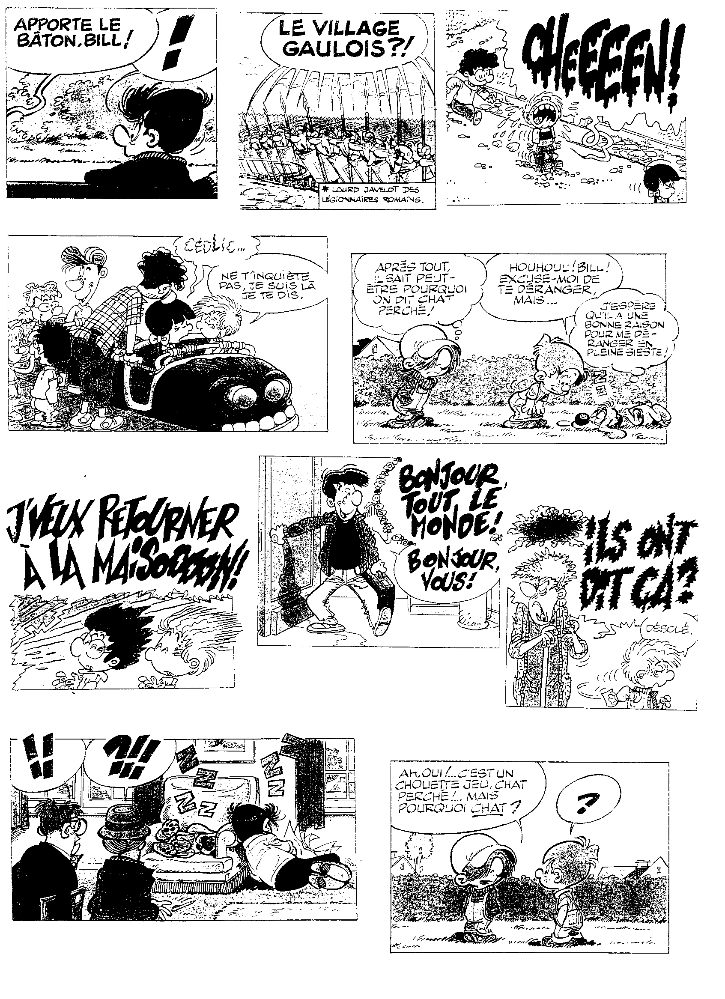 APPORTE LE
BÂTON, BILL!
!
LE VILLAGE
GAULOIS?!
* LOURD JAVELOT DES
LÉGIONNAIRES ROMAINS.
CHEEEEN!
CÉDLIC...
NE T'INQUIÈTE
PAS, JE SUIS LÀ
JE TE DIS.
APRÈS TOUT,
IL SAIT PEUT-
ÊTRE POURQUOI
ON DIT CHAT
PERCHÉ!
HOUHOUU! BILL!
EXCUSE-MOI DE
TE DÉRANGER,
MAIS...
J'ESPÈRE
QU'IL A UNE
BONNE RAISON
POUR ME DÉ-
RANGER EN
PLEINE SIESTE!
Z
Z
J'VEUX RETOURNER
À LA MAISOOOOON!!
BONJOUR,
TOUT LE
MONDE!
BONJOUR,
VOUS!
ILS ONT
DIT ÇA?
DÉSOLÉ.
!!
?!!!
Z
Z
Z
Z
Z
Z
Z
AH, OUI!... C'EST UN
CHOUETTE JEU, CHAT
PERCHÉ!... MAIS
POURQUOI CHAT ?
?